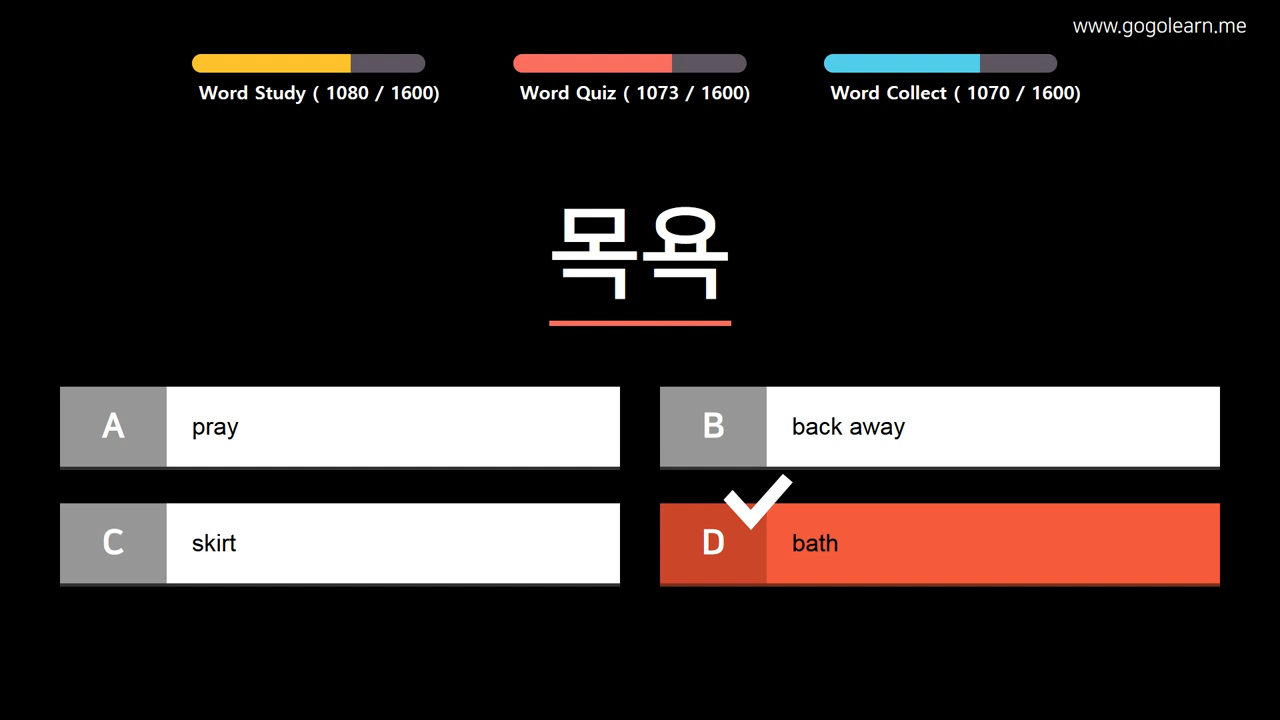 www.gogolearn.me
Word Study ( 1080 / 1600)
Word Quiz ( 1073 / 1600)
Word Collect ( 1070 / 1600)
목욕
A pray
B back away
C skirt
D bath